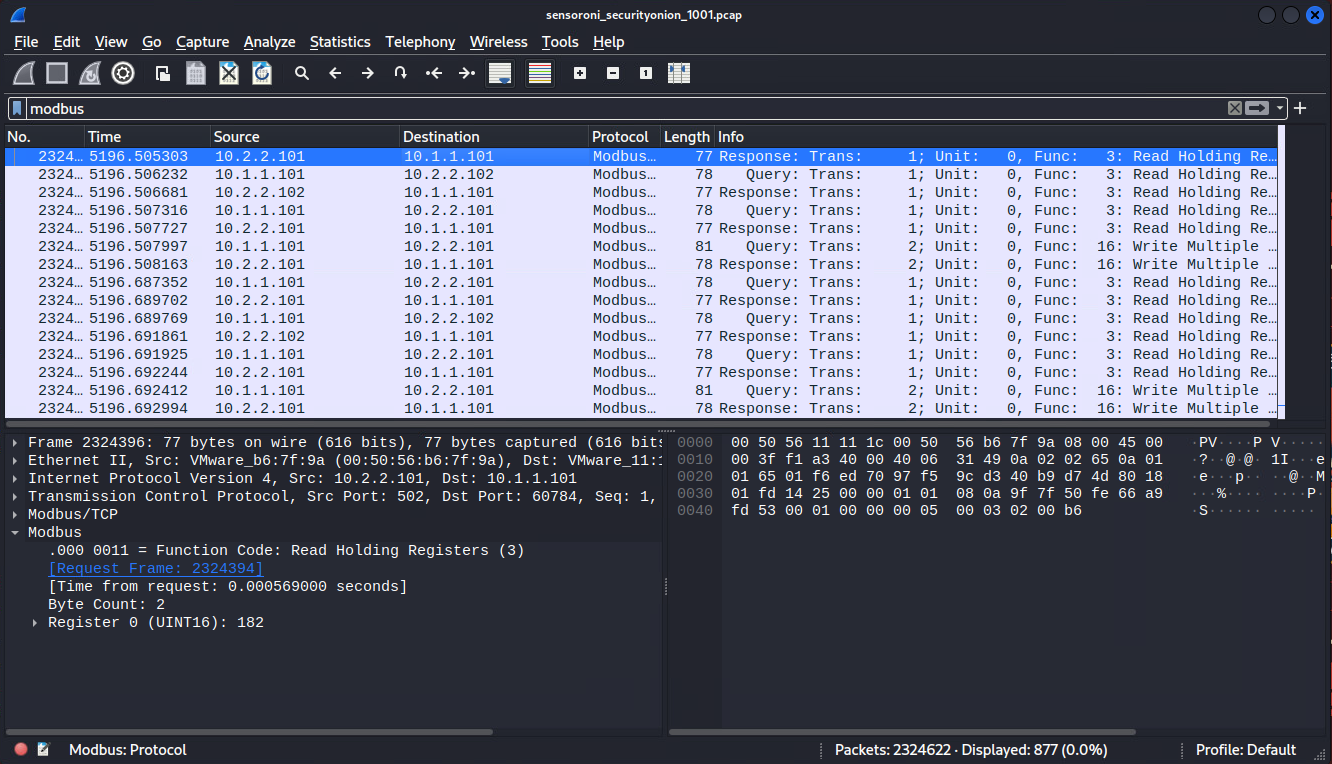 sensoroni_securityonion_1001.pcap
File Edit View Go Capture Analyze Statistics Telephony Wireless Tools Help
modbus
No. Time Source Destination Protocol Length Info
2324… 5196.505303 10.2.2.101 10.1.1.101 Modbus… 77 Response: Trans: 1; Unit: 0, Func: 3: Read Holding Re…
2324… 5196.506232 10.1.1.101 10.2.2.102 Modbus… 78 Query: Trans: 1; Unit: 0, Func: 3: Read Holding Re…
2324… 5196.506681 10.2.2.102 10.1.1.101 Modbus… 77 Response: Trans: 1; Unit: 0, Func: 3: Read Holding Re…
2324… 5196.507316 10.1.1.101 10.2.2.101 Modbus… 78 Query: Trans: 1; Unit: 0, Func: 3: Read Holding Re…
2324… 5196.507727 10.2.2.101 10.1.1.101 Modbus… 77 Response: Trans: 1; Unit: 0, Func: 3: Read Holding Re…
2324… 5196.507997 10.1.1.101 10.2.2.101 Modbus… 81 Query: Trans: 2; Unit: 0, Func: 16: Write Multiple …
2324… 5196.508163 10.2.2.101 10.1.1.101 Modbus… 78 Response: Trans: 2; Unit: 0, Func: 16: Write Multiple …
2324… 5196.687352 10.1.1.101 10.2.2.101 Modbus… 78 Query: Trans: 1; Unit: 0, Func: 3: Read Holding Re…
2324… 5196.689702 10.2.2.101 10.1.1.101 Modbus… 77 Response: Trans: 1; Unit: 0, Func: 3: Read Holding Re…
2324… 5196.689769 10.1.1.101 10.2.2.102 Modbus… 78 Query: Trans: 1; Unit: 0, Func: 3: Read Holding Re…
2324… 5196.691861 10.2.2.102 10.1.1.101 Modbus… 77 Response: Trans: 1; Unit: 0, Func: 3: Read Holding Re…
2324… 5196.691925 10.1.1.101 10.2.2.101 Modbus… 78 Query: Trans: 1; Unit: 0, Func: 3: Read Holding Re…
2324… 5196.692244 10.2.2.101 10.1.1.101 Modbus… 77 Response: Trans: 1; Unit: 0, Func: 3: Read Holding Re…
2324… 5196.692412 10.1.1.101 10.2.2.101 Modbus… 81 Query: Trans: 2; Unit: 0, Func: 16: Write Multiple …
2324… 5196.692994 10.2.2.101 10.1.1.101 Modbus… 78 Response: Trans: 2; Unit: 0, Func: 16: Write Multiple …
Frame 2324396: 77 bytes on wire (616 bits), 77 bytes captured (616 bits
Ethernet II, Src: VMware_b6:7f:9a (00:50:56:b6:7f:9a), Dst: VMware_11:1
Internet Protocol Version 4, Src: 10.2.2.101, Dst: 10.1.1.101
Transmission Control Protocol, Src Port: 502, Dst Port: 60784, Seq: 1,
Modbus/TCP
Modbus
.000 0011 = Function Code: Read Holding Registers (3)
[Request Frame: 2324394]
[Time from request: 0.000569000 seconds]
Byte Count: 2
Register 0 (UINT16): 182
0000 00 50 56 11 11 1c 00 50 56 b6 7f 9a 08 00 45 00 ·PV····P V·····E·
0010 00 3f f1 a3 40 00 40 06 31 49 0a 02 02 65 0a 01 ·?··@·@· 1I···e··
0020 01 65 01 f6 ed 70 97 f5 9c d3 40 b9 d7 4d 80 18 ·e···p·· ··@··M··
0030 01 fd 14 25 00 00 01 01 08 0a 9f 7f 50 fe 66 a9 ···%···· ····P·f·
0040 fd 53 00 01 00 00 00 05 00 03 02 00 b6 ·S······ ·····
Modbus: Protocol
Packets: 2324622 · Displayed: 877 (0.0%)
Profile: Default